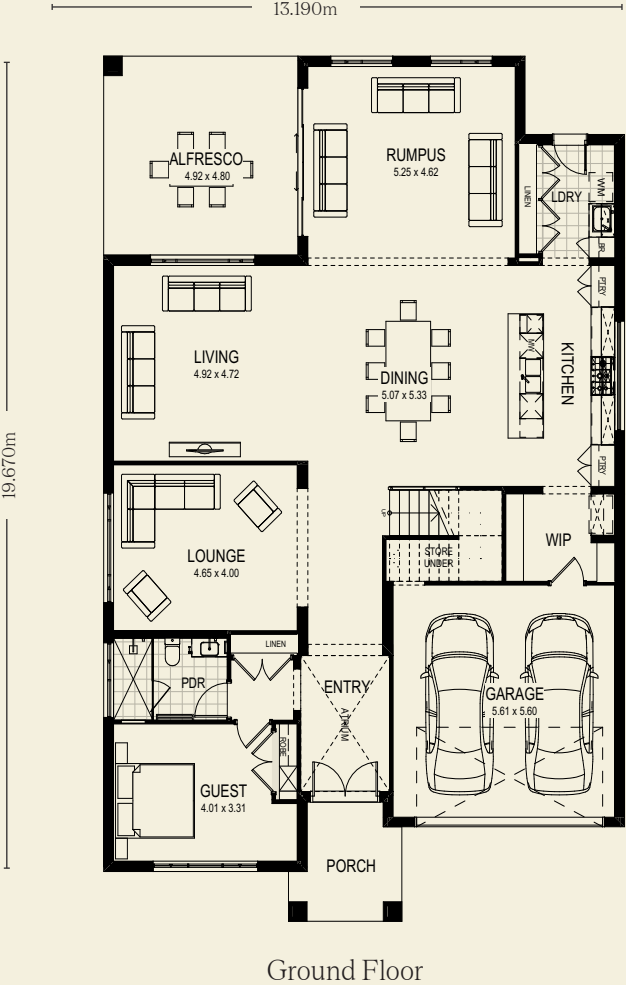 13.190m
19.670m
ALFRESCO
4.92 x 4.80
RUMPUS
5.25 x 4.62
LINEN
LDRY
WM
BR
PTRY
LIVING
4.92 x 4.72
DINING
5.07 x 5.33
MW
KITCHEN
PTRY
LOUNGE
4.65 x 4.00
UP
STORE
UNDER
WIP
LINEN
PDR
ENTRY
ATRIUM
GARAGE
5.61 x 5.60
ROBE
GUEST
4.01 x 3.31
PORCH
Ground Floor